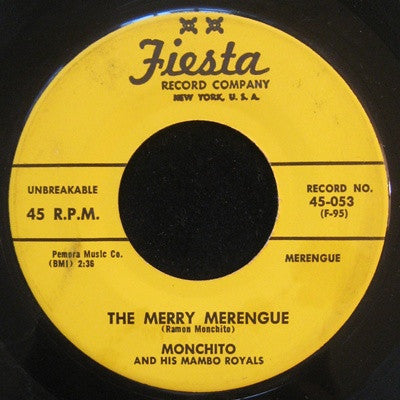 Fiesta
RECORD COMPANY
NEW YORK, U. S. A.
UNBREAKABLE
45 R.P.M.
RECORD NO.
45-053
(F-95)
Pemora Music Co.
(BMI) 2:36
MERENGUE
THE MERRY MERENGUE
(Ramon Monchito)
MONCHITO
AND HIS MAMBO ROYALS